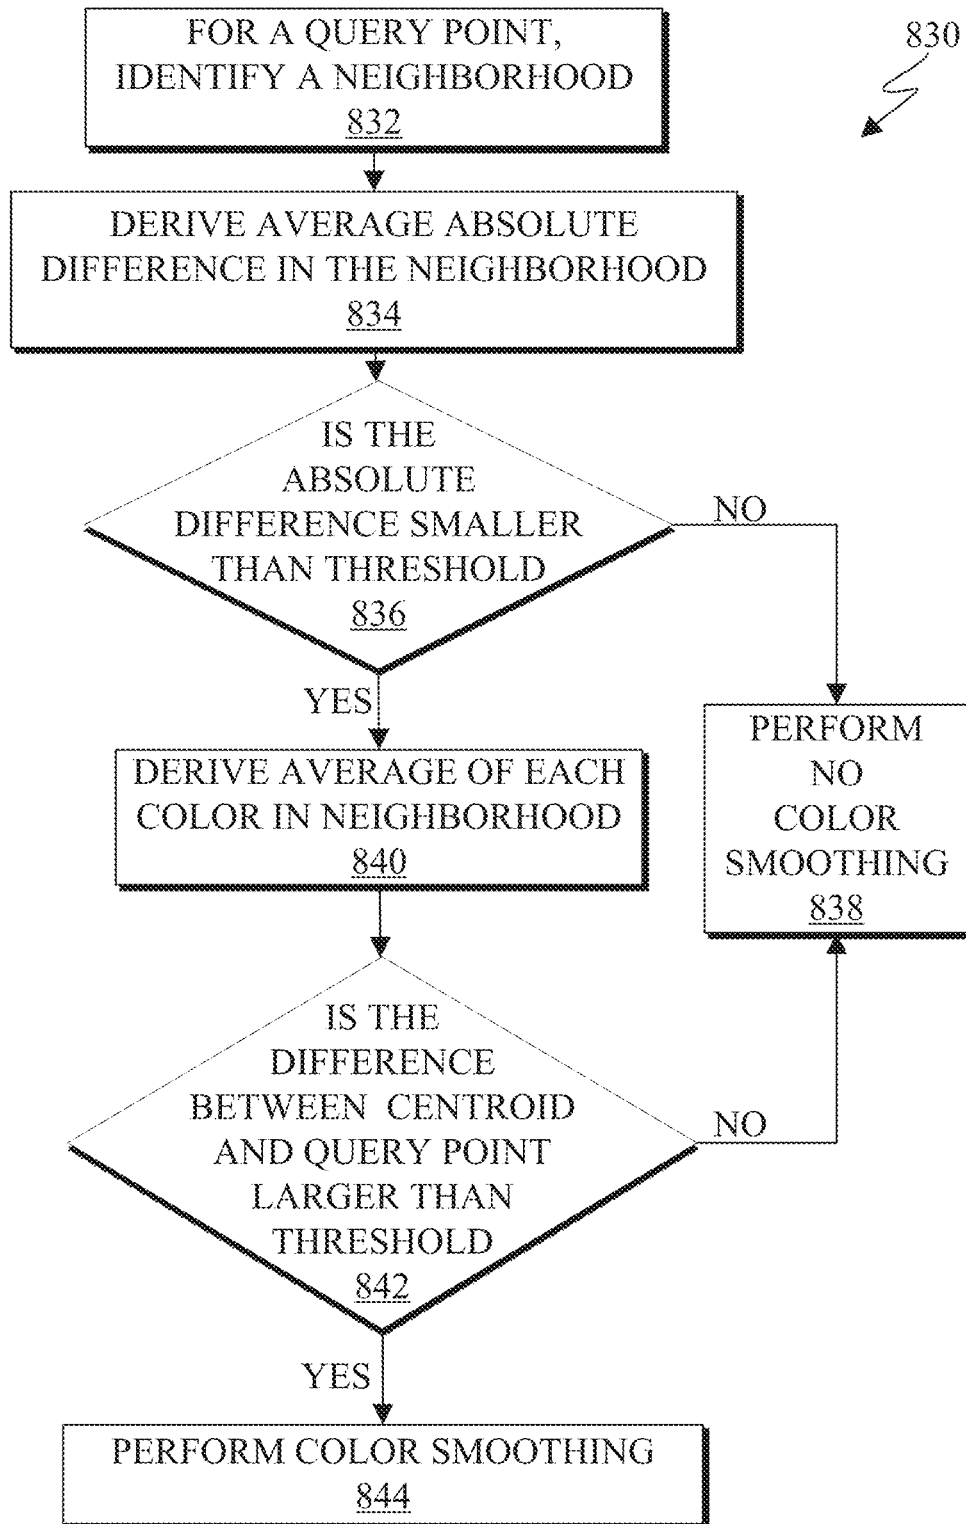 FOR A QUERY POINT,
IDENTIFY A NEIGHBORHOOD
832
830
DERIVE AVERAGE ABSOLUTE
DIFFERENCE IN THE NEIGHBORHOOD
834
IS THE
ABSOLUTE
DIFFERENCE SMALLER
THAN THRESHOLD
836
NO
YES
PERFORM
NO
COLOR
SMOOTHING
838
DERIVE AVERAGE OF EACH
COLOR IN NEIGHBORHOOD
840
IS THE
DIFFERENCE
BETWEEN CENTROID
AND QUERY POINT
LARGER THAN
THRESHOLD
842
NO
YES
PERFORM COLOR SMOOTHING
844